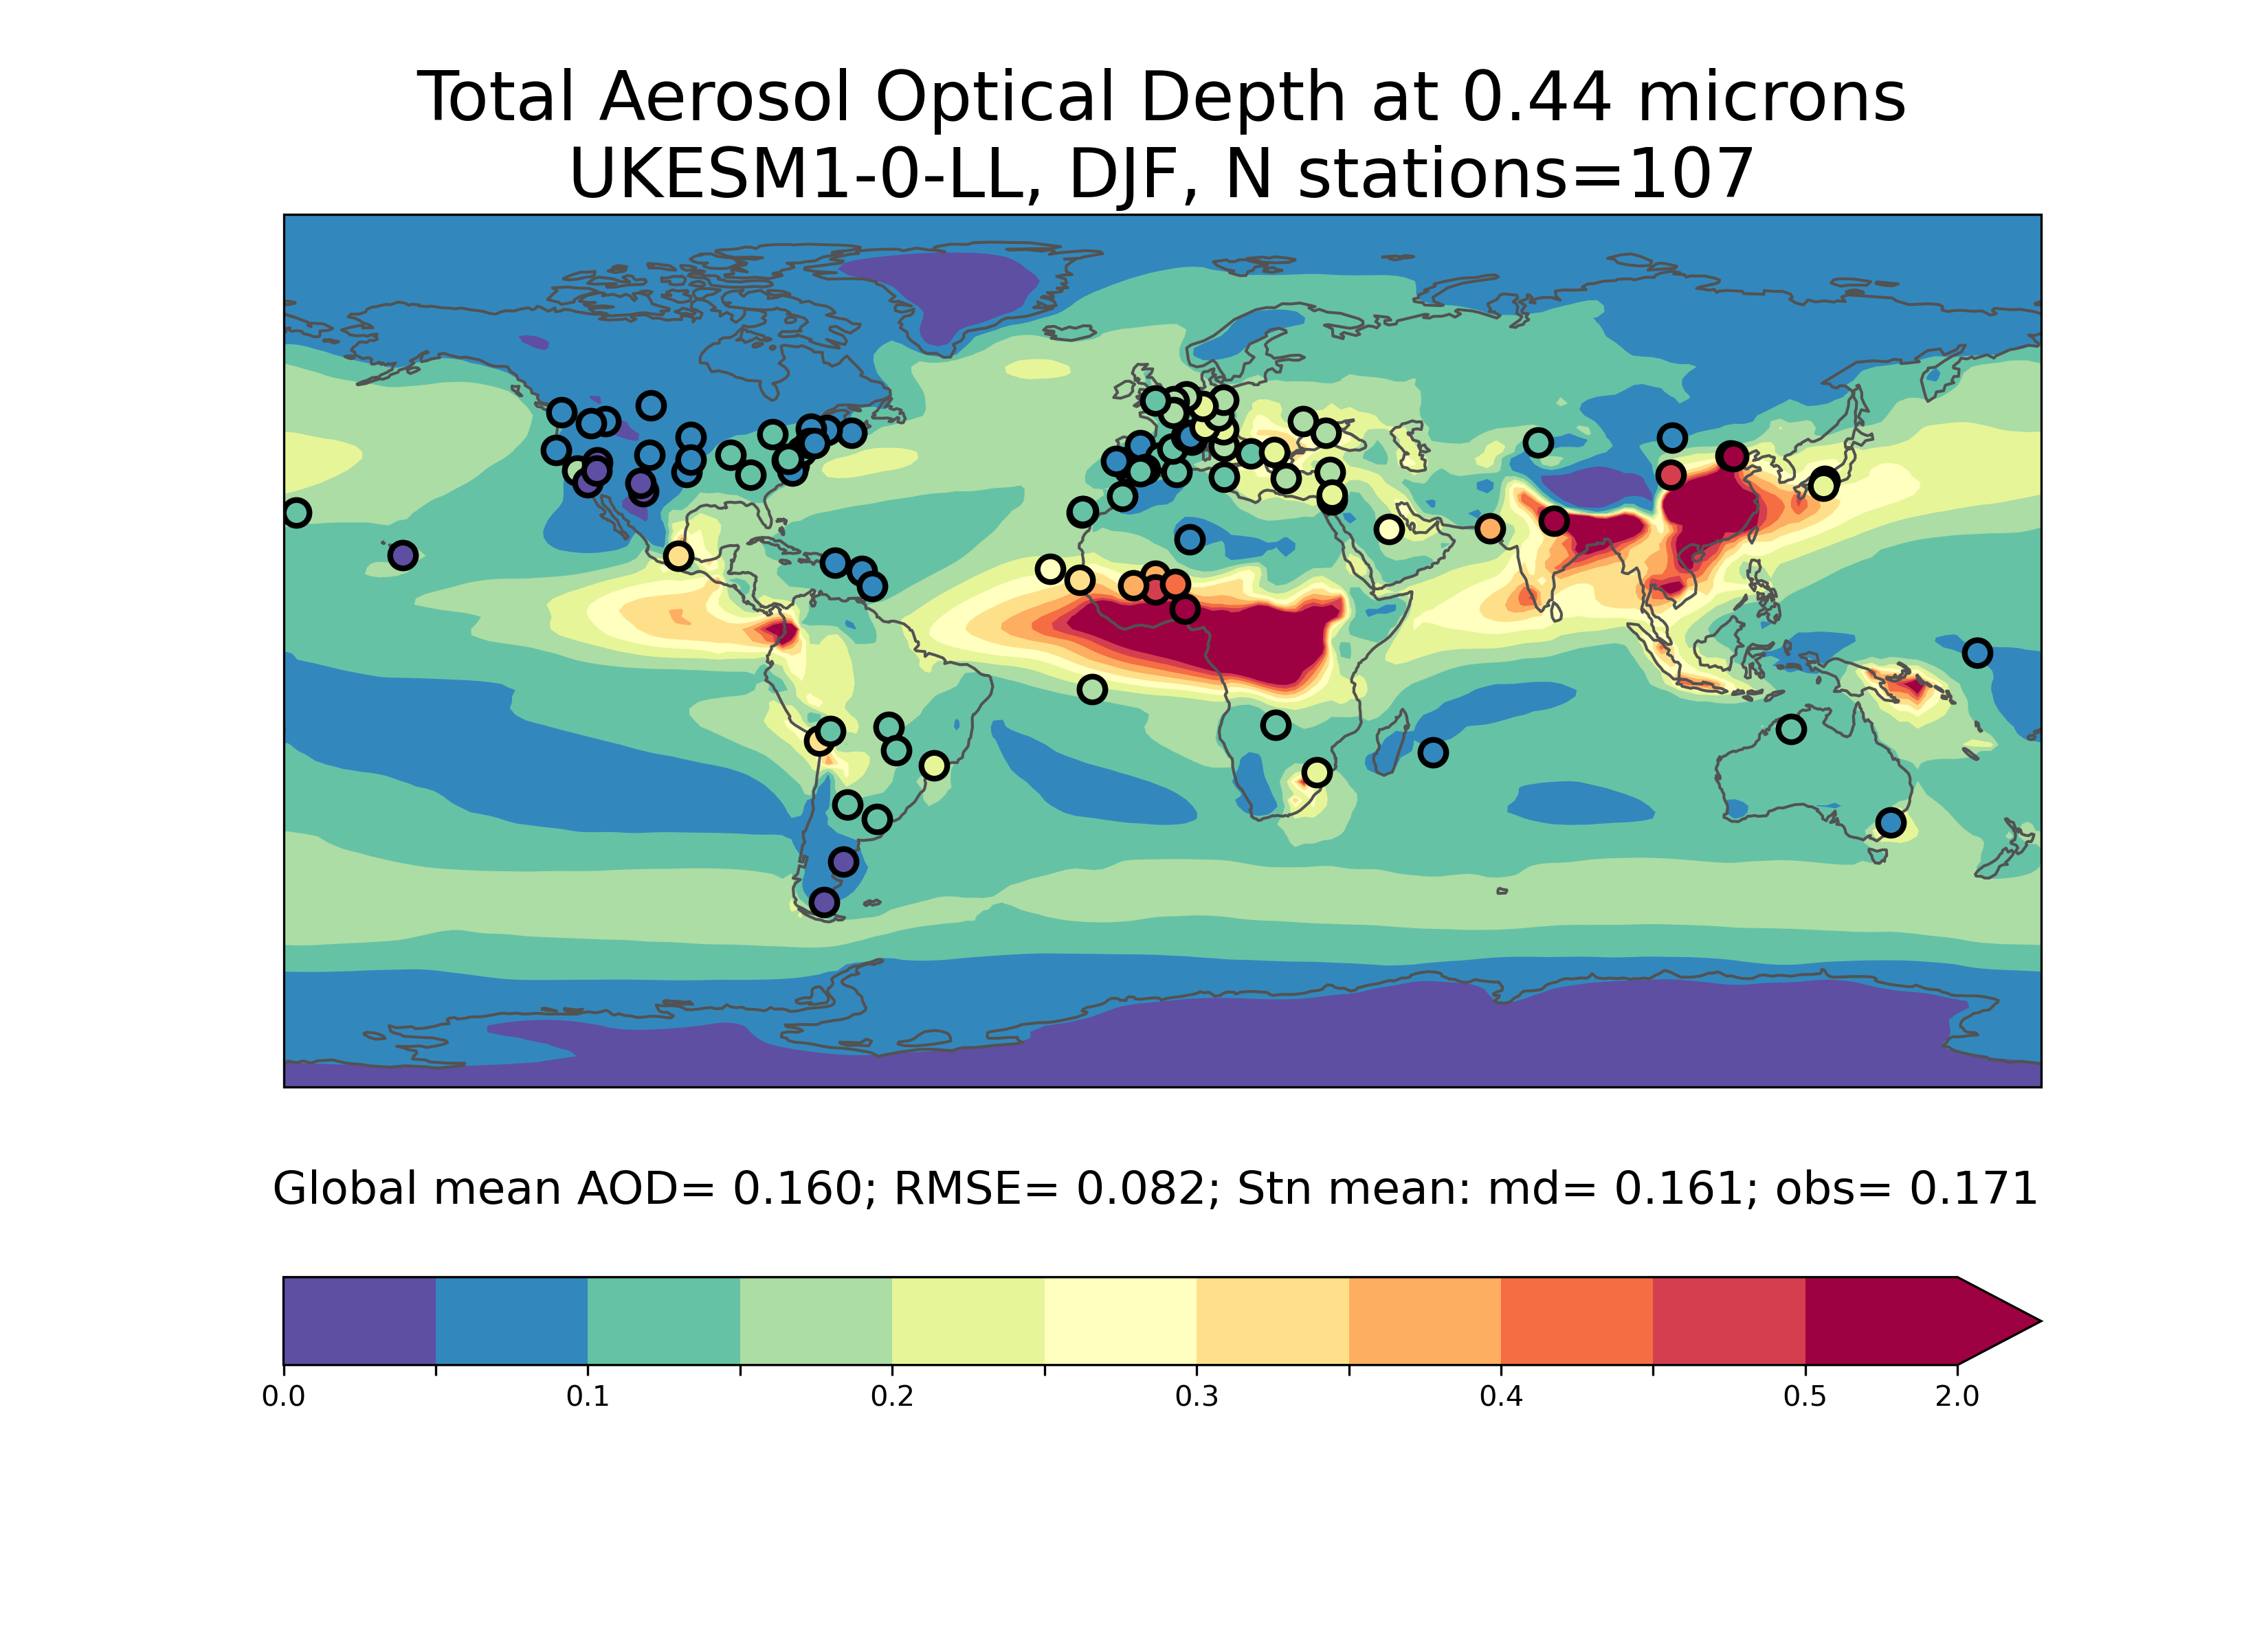 Total Aerosol Optical Depth at 0.44 microns
UKESM1-0-LL, DJF, N stations=107
Global mean AOD= 0.160; RMSE= 0.082; Stn mean: md= 0.161; obs= 0.171
0.0 0.1 0.2 0.3 0.4 0.5 2.0